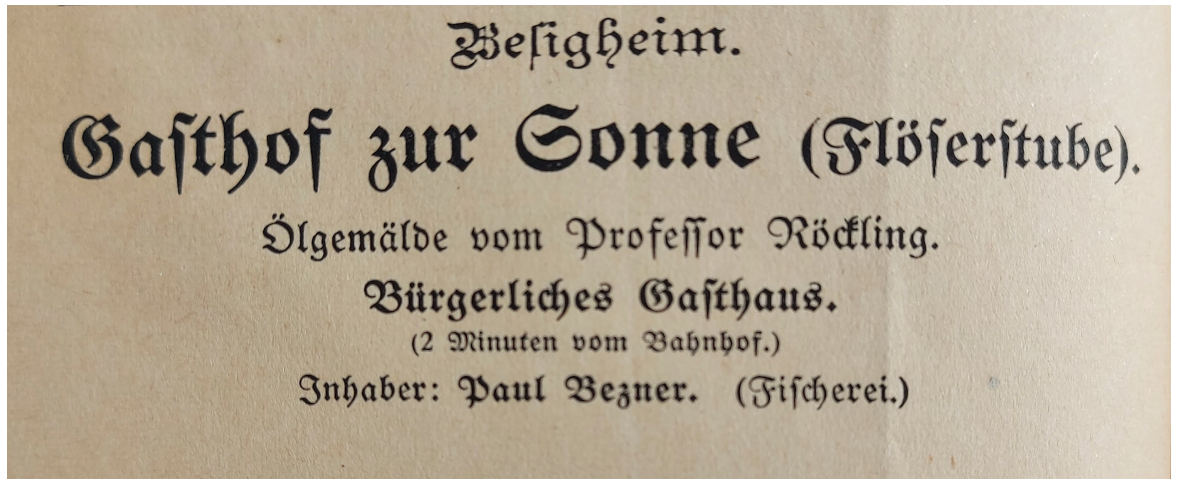 Besigheim.
Gasthof zur Sonne (Flöserstube).
Ölgemälde vom Professor Röckling.
Bürgerliches Gasthaus.
(2 Minuten vom Bahnhof.)
Inhaber: Paul Bezner. (Fischerei.)